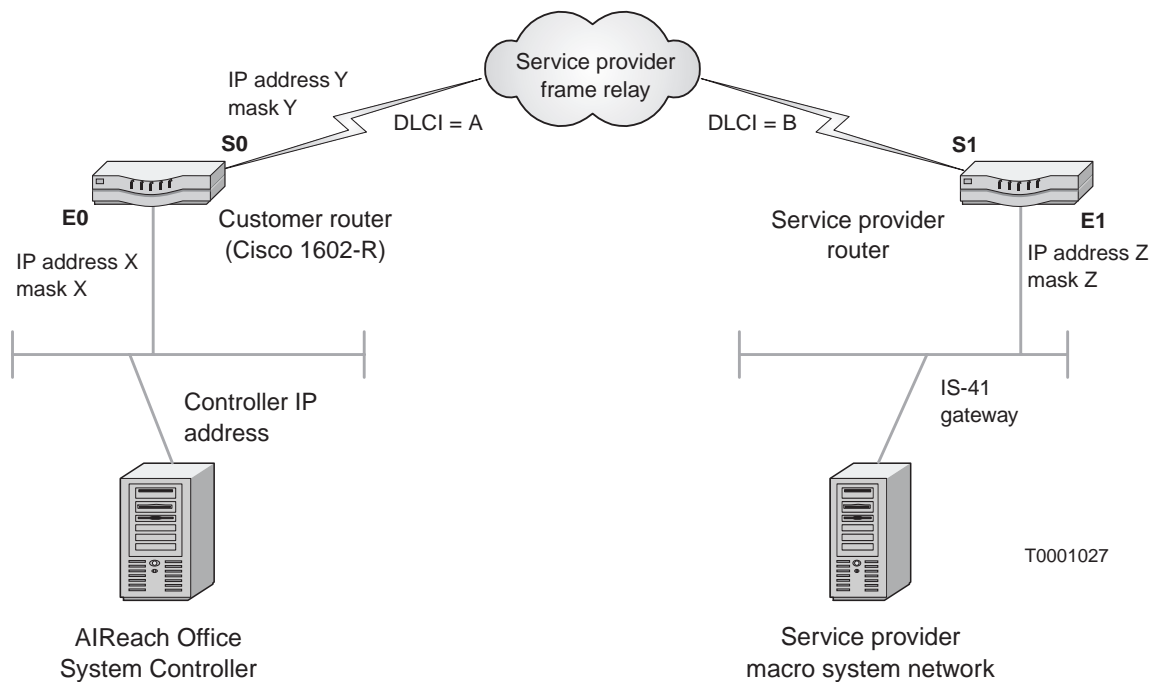 Service provider
frame relay
IP address Y
mask Y
DLCI = A
DLCI = B
S0
S1
E0
Customer router
(Cisco 1602-R)
Service provider
router
E1
IP address X
mask X
IP address Z
mask Z
Controller IP
address
IS-41
gateway
T0001027
AIReach Office
System Controller
Service provider
macro system network